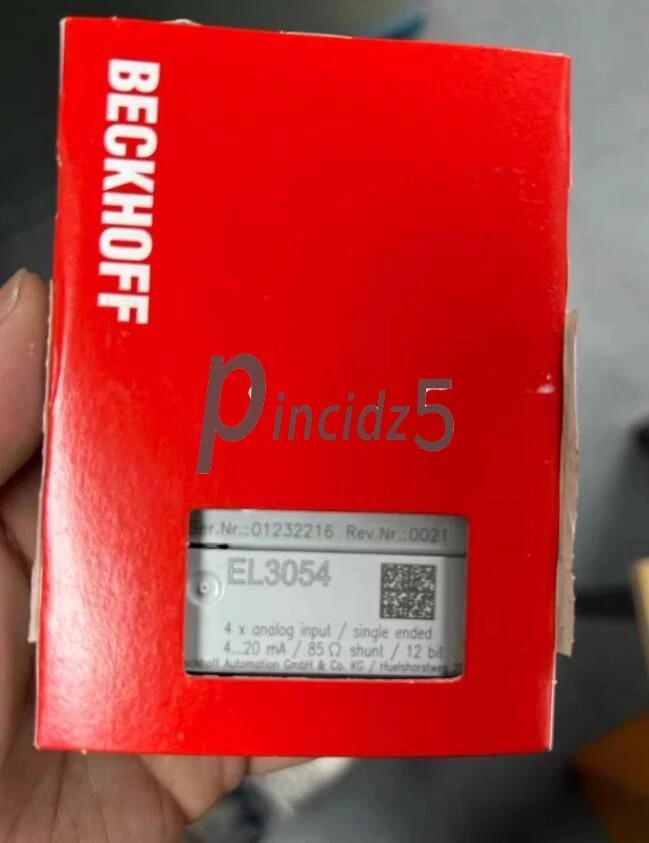 BECKHOFF
pincidz5
Ser.Nr.:01232216 Rev.Nr.:0021
EL3054
4 x analog input / single ended
4...20 mA / 85 Ω shunt / 12 bit
eckhoff Automation GmbH & Co. KG / Huelshorstweg